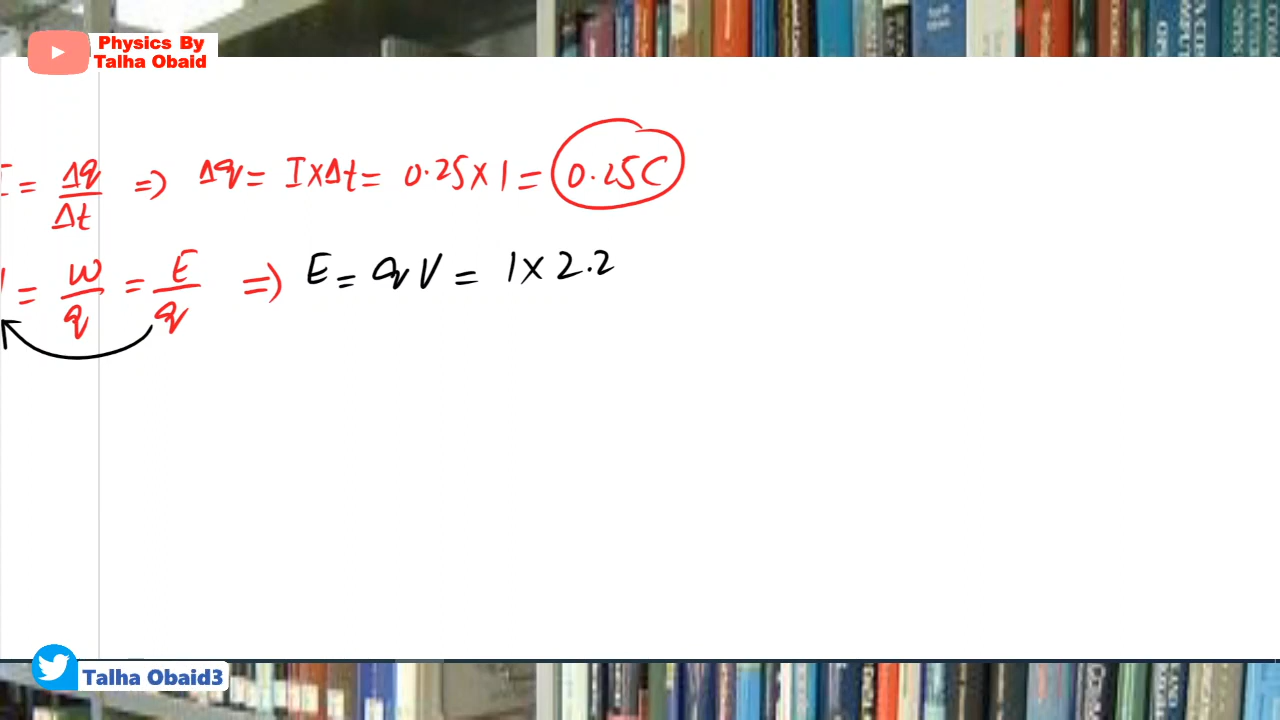 Physics By
Talha Obaid
I = Δq/Δt => Δq = I×Δt = 0.25×1 = 0.25C
= W/q = E/q => E = qV = 1×2.2
Talha Obaid3